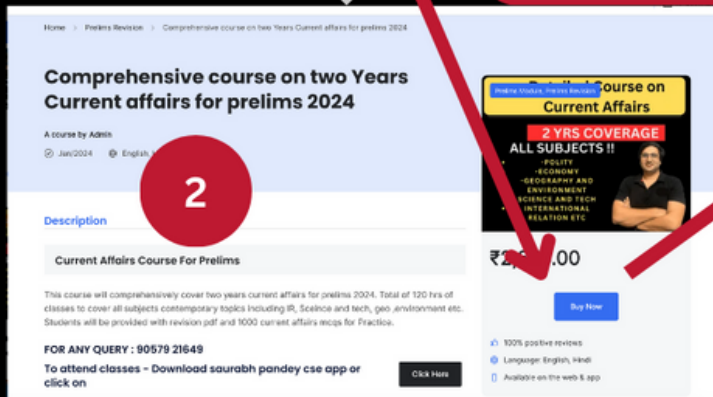 Home > Prelims Revision > Comprehensive course on two Years Current affairs for prelims 2024
Comprehensive course on two Years
Current affairs for prelims 2024
A course by Admin
Jan/2024 English,
2
Description
Current Affairs Course For Prelims
This course will comprehensively cover two years current affairs for prelims 2024. Total of 120 hrs of
classes to cover all subjects contemporary topics including IR, Sceince and tech, geo ,environment etc.
Students will be provided with revision pdf and 1000 current affairs mcqs for Practice.
FOR ANY QUERY : 90579 21649
To attend classes - Download saurabh pandey cse app or
click on
Click Here
Prelims Module, Prelims Revision
Course on
Current Affairs
2 YRS COVERAGE
ALL SUBJECTS !!
-POLITY
-ECONOMY
-GEOGRAPHY AND
ENVIRONMENT
SCIENCE AND TECH
INTERNATIONAL
RELATION ETC
.00
Buy Now
100% positive reviews
Language: English, Hindi
Available on the web & app